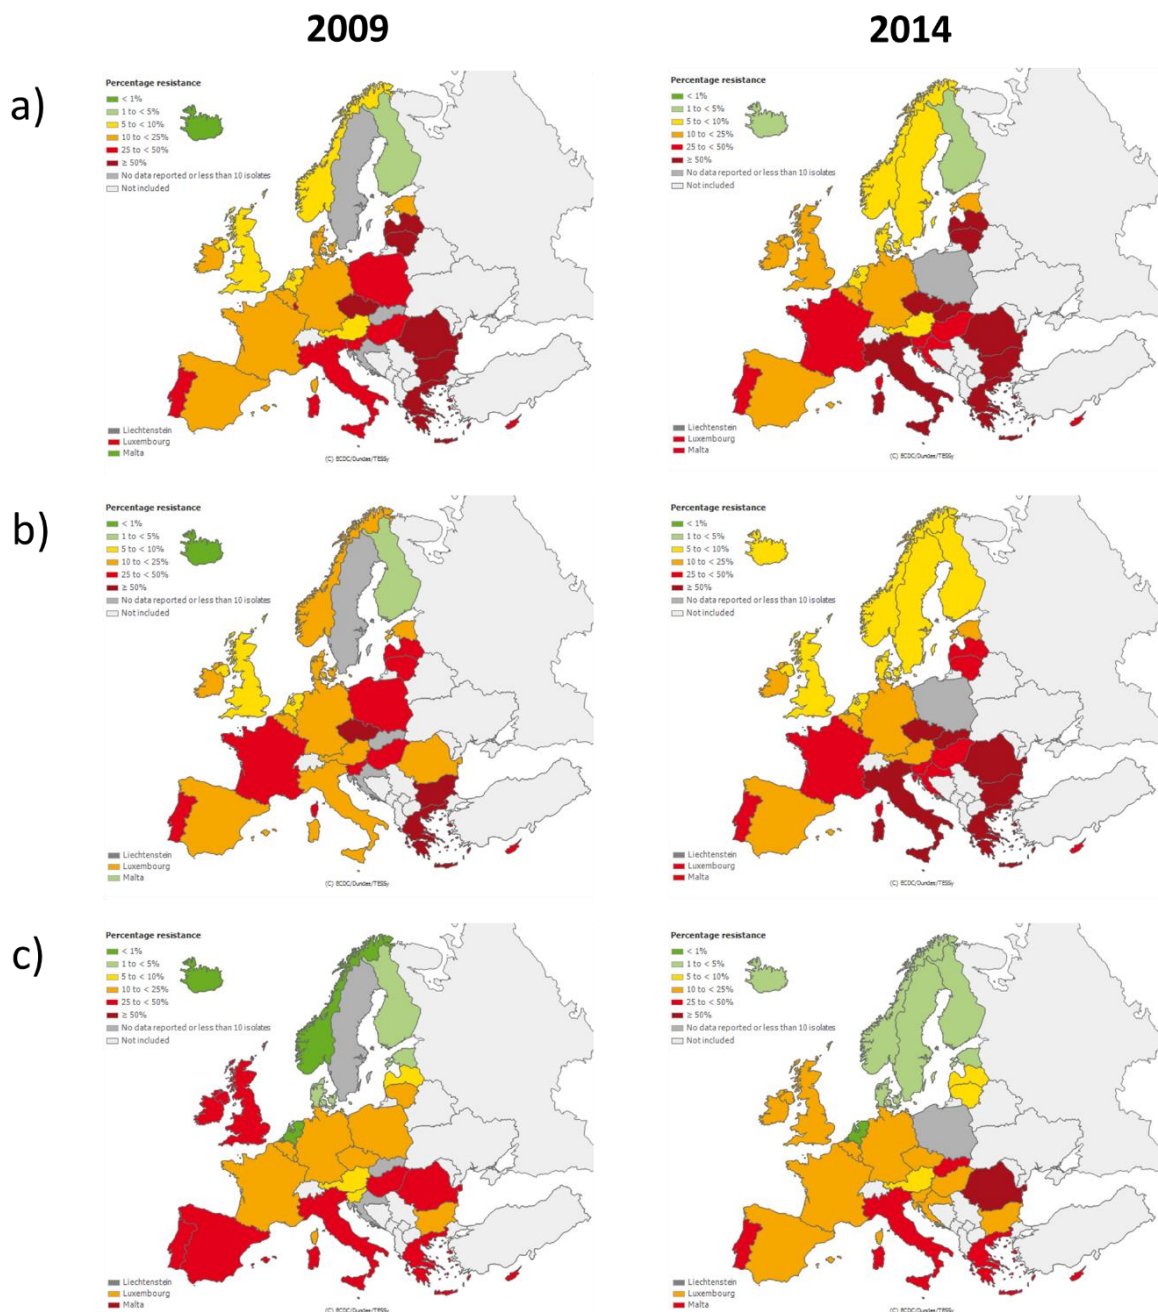 2009
2014
a)
Percentage resistance
< 1%
1 to < 5%
5 to < 10%
10 to < 25%
25 to < 50%
≥ 50%
No data reported or less than 10 isolates
Not included
Liechtenstein
Luxembourg
Malta
(C) ECDC/Dundas/TESSy
Percentage resistance
< 1%
1 to < 5%
5 to < 10%
10 to < 25%
25 to < 50%
≥ 50%
No data reported or less than 10 isolates
Not included
Liechtenstein
Luxembourg
Malta
(C) ECDC/Dundas/TESSy
b)
Percentage resistance
< 1%
1 to < 5%
5 to < 10%
10 to < 25%
25 to < 50%
≥ 50%
No data reported or less than 10 isolates
Not included
Liechtenstein
Luxembourg
Malta
(C) ECDC/Dundas/TESSy
Percentage resistance
< 1%
1 to < 5%
5 to < 10%
10 to < 25%
25 to < 50%
≥ 50%
No data reported or less than 10 isolates
Not included
Liechtenstein
Luxembourg
Malta
(C) ECDC/Dundas/TESSy
c)
Percentage resistance
< 1%
1 to < 5%
5 to < 10%
10 to < 25%
25 to < 50%
≥ 50%
No data reported or less than 10 isolates
Not included
Liechtenstein
Luxembourg
Malta
Percentage resistance
< 1%
1 to < 5%
5 to < 10%
10 to < 25%
25 to < 50%
≥ 50%
No data reported or less than 10 isolates
Not included
Liechtenstein
Luxembourg
Malta